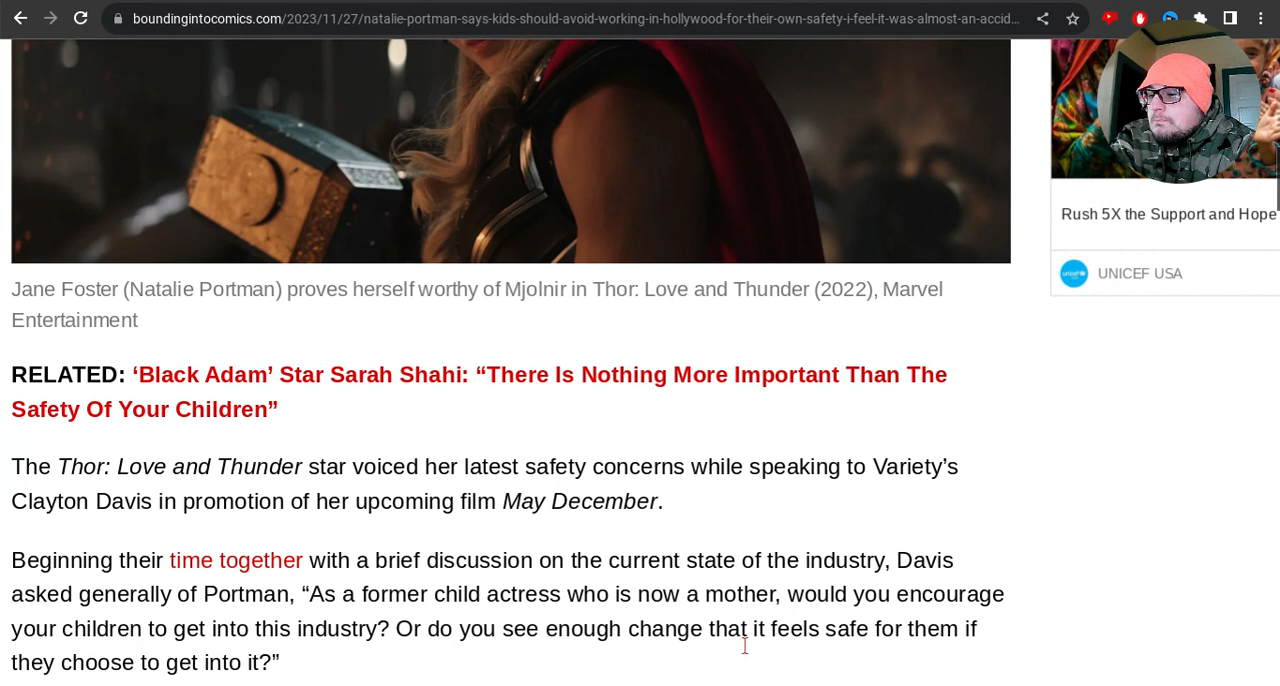 boundingintocomics.com/2023/11/27/natalie-portman-says-kids-should-avoid-working-in-hollywood-for-their-own-safety-i-feel-it-was-almost-an-accid...
Jane Foster (Natalie Portman) proves herself worthy of Mjolnir in Thor: Love and Thunder (2022), Marvel
Entertainment
RELATED: ‘Black Adam’ Star Sarah Shahi: “There Is Nothing More Important Than The
Safety Of Your Children”
The Thor: Love and Thunder star voiced her latest safety concerns while speaking to Variety’s
Clayton Davis in promotion of her upcoming film May December.
Beginning their time together with a brief discussion on the current state of the industry, Davis
asked generally of Portman, “As a former child actress who is now a mother, would you encourage
your children to get into this industry? Or do you see enough change that it feels safe for them if
they choose to get into it?”
Rush 5X the Support and Hope
unicef
UNICEF USA